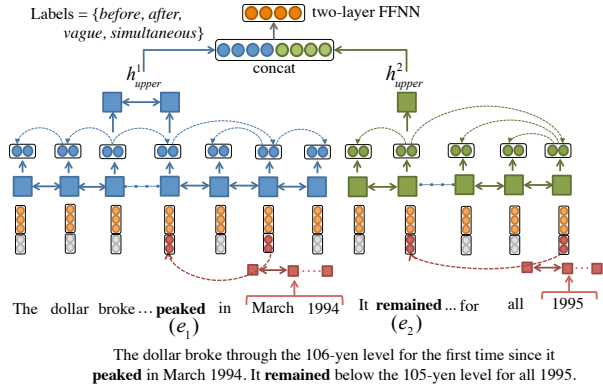 Labels = {before, after,
vague, simultaneous}
two-layer FFNN
concat
h¹upper
h²upper
The dollar broke ... peaked in March 1994
(e₁)
It remained ... for all 1995
(e₂)
The dollar broke through the 106-yen level for the first time since it
peaked in March 1994. It remained below the 105-yen level for all 1995.